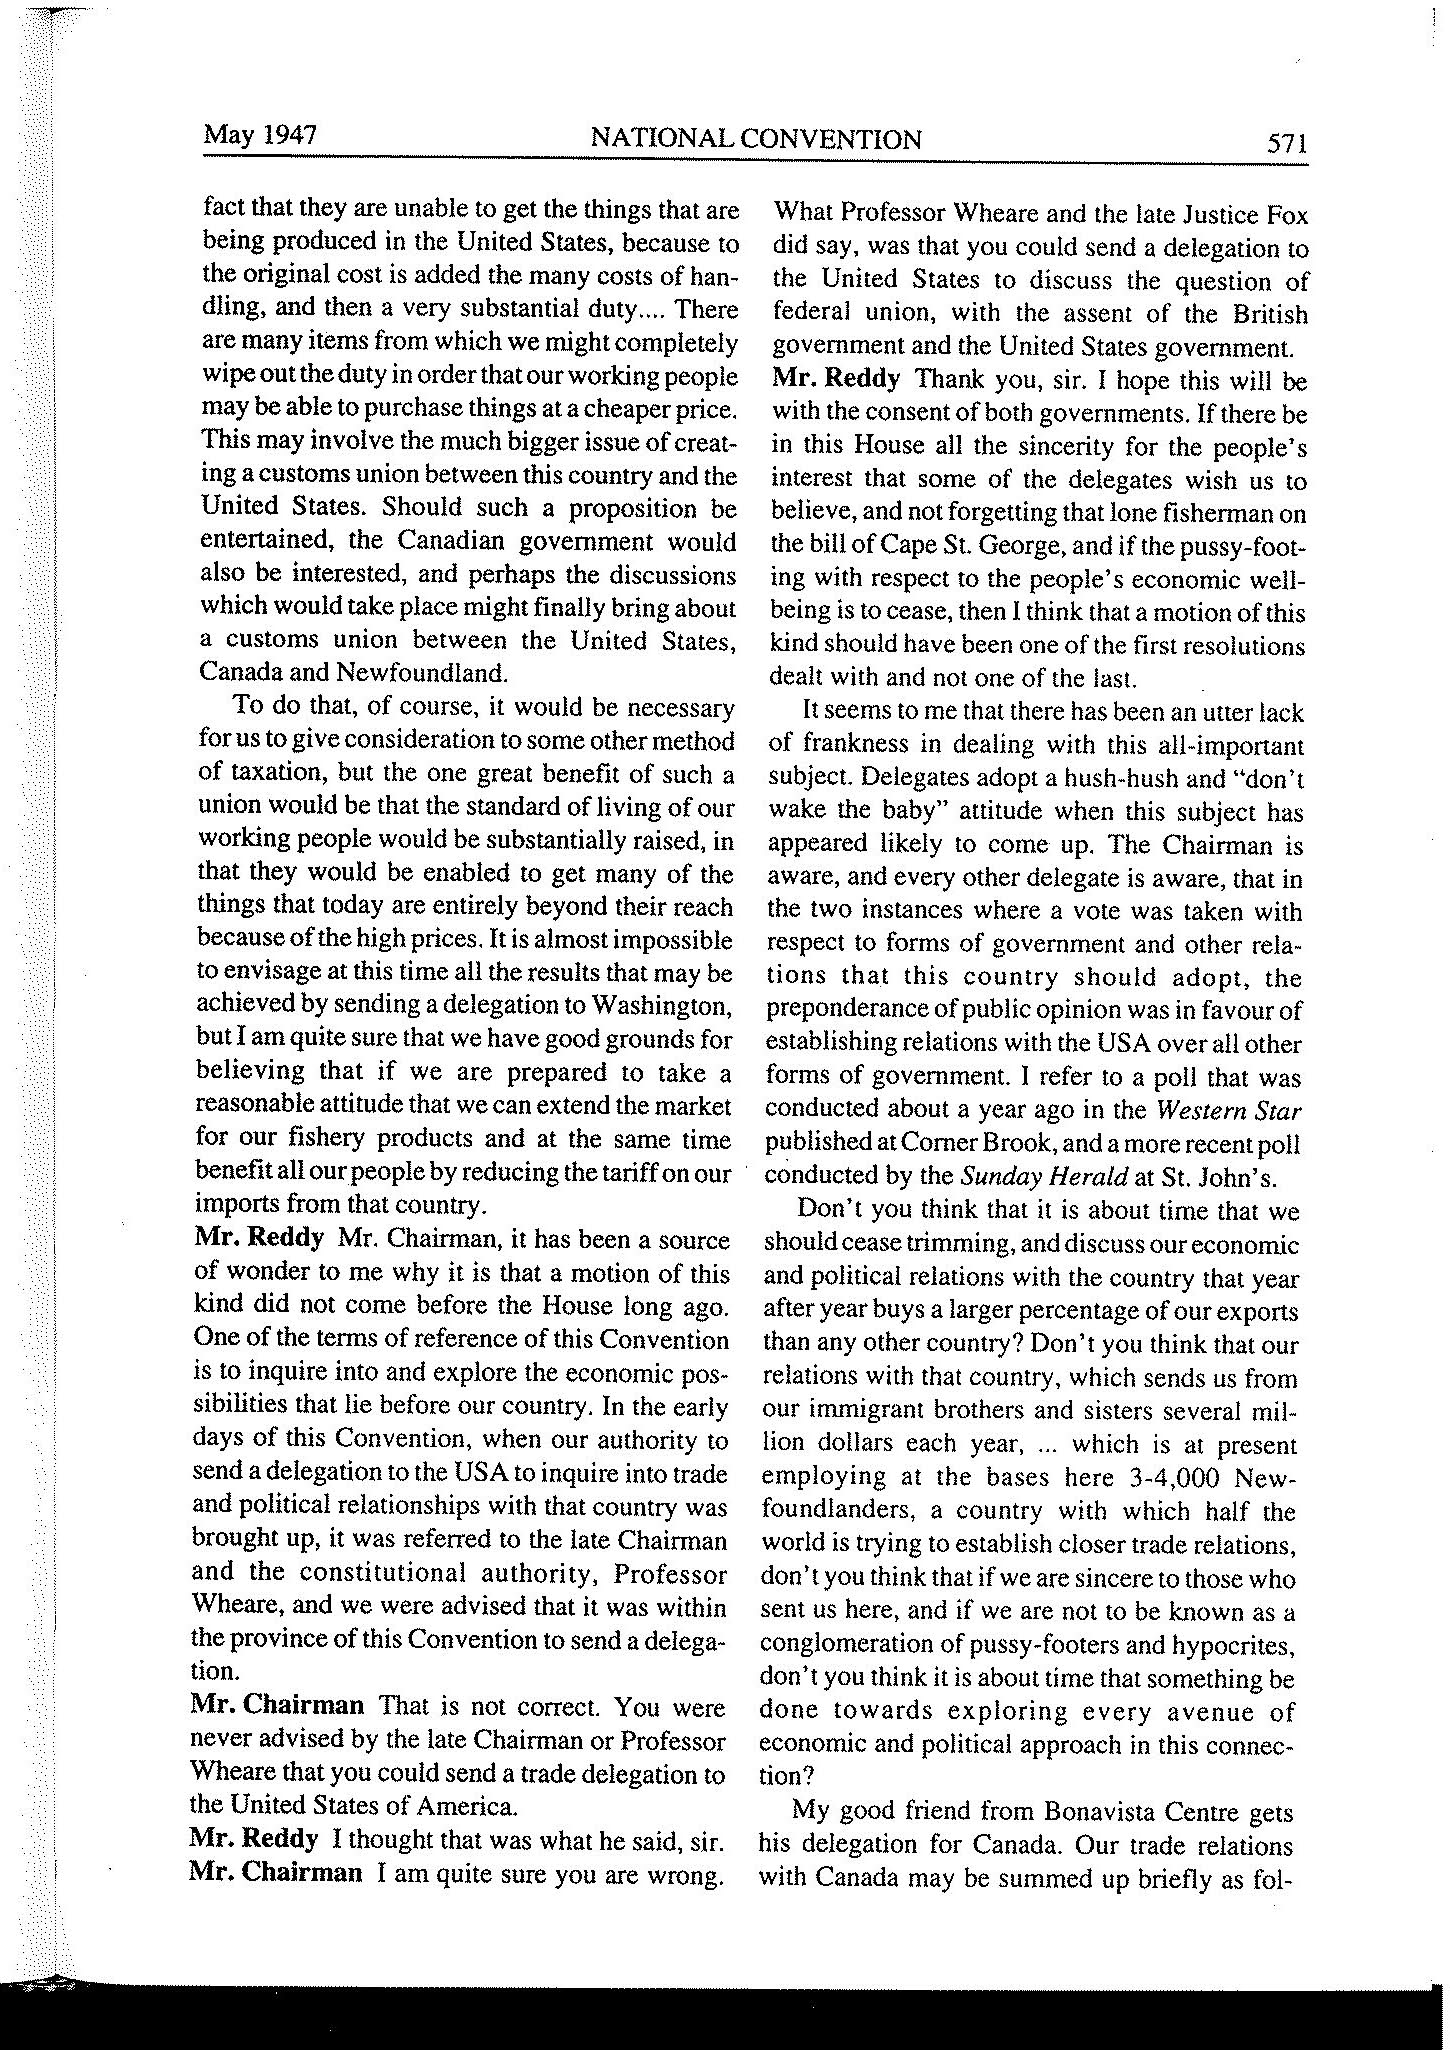 May 1947
NATIONAL CONVENTION
571
fact that they are unable to get the things that are
being produced in the United States, because to
the original cost is added the many costs of han-
dling, and then a very substantial duty.... There
are many items from which we might completely
wipe out the duty in order that our working people
may be able to purchase things at a cheaper price.
This may involve the much bigger issue of creat-
ing a customs union between this country and the
United States. Should such a proposition be
entertained, the Canadian government would
also be interested, and perhaps the discussions
which would take place might finally bring about
a customs union between the United States,
Canada and Newfoundland.
To do that, of course, it would be necessary
for us to give consideration to some other method
of taxation, but the one great benefit of such a
union would be that the standard of living of our
working people would be substantially raised, in
that they would be enabled to get many of the
things that today are entirely beyond their reach
because of the high prices. It is almost impossible
to envisage at this time all the results that may be
achieved by sending a delegation to Washington,
but I am quite sure that we have good grounds for
believing that if we are prepared to take a
reasonable attitude that we can extend the market
for our fishery products and at the same time
benefit all our people by reducing the tariff on our
imports from that country.
Mr. Reddy Mr. Chairman, it has been a source
of wonder to me why it is that a motion of this
kind did not come before the House long ago.
One of the terms of reference of this Convention
is to inquire into and explore the economic pos-
sibilities that lie before our country. In the early
days of this Convention, when our authority to
send a delegation to the USA to inquire into trade
and political relationships with that country was
brought up, it was referred to the late Chairman
and the constitutional authority, Professor
Wheare, and we were advised that it was within
the province of this Convention to send a delega-
tion.
Mr. Chairman That is not correct. You were
never advised by the late Chairman or Professor
Wheare that you could send a trade delegation to
the United States of America.
Mr. Reddy I thought that was what he said, sir.
Mr. Chairman I am quite sure you are wrong.
What Professor Wheare and the late Justice Fox
did say, was that you could send a delegation to
the United States to discuss the question of
federal union, with the assent of the British
government and the United States government.
Mr. Reddy Thank you, sir. I hope this will be
with the consent of both governments. If there be
in this House all the sincerity for the people's
interest that some of the delegates wish us to
believe, and not forgetting that lone fisherman on
the bill of Cape St. George, and if the pussy-foot-
ing with respect to the people's economic well-
being is to cease, then I think that a motion of this
kind should have been one of the first resolutions
dealt with and not one of the last.
It seems to me that there has been an utter lack
of frankness in dealing with this all-important
subject. Delegates adopt a hush-hush and "don't
wake the baby" attitude when this subject has
appeared likely to come up. The Chairman is
aware, and every other delegate is aware, that in
the two instances where a vote was taken with
respect to forms of government and other rela-
tions that this country should adopt, the
preponderance of public opinion was in favour of
establishing relations with the USA over all other
forms of government. I refer to a poll that was
conducted about a year ago in the Western Star
published at Corner Brook, and a more recent poll
conducted by the Sunday Herald at St. John's.
Don't you think that it is about time that we
should cease trimming, and discuss our economic
and political relations with the country that year
after year buys a larger percentage of our exports
than any other country? Don't you think that our
relations with that country, which sends us from
our immigrant brothers and sisters several mil-
lion dollars each year, ... which is at present
employing at the bases here 3-4,000 New-
foundlanders, a country with which half the
world is trying to establish closer trade relations,
don't you think that if we are sincere to those who
sent us here, and if we are not to be known as a
conglomeration of pussy-footers and hypocrites,
don't you think it is about time that something be
done towards exploring every avenue of
economic and political approach in this connec-
tion?
My good friend from Bonavista Centre gets
his delegation for Canada. Our trade relations
with Canada may be summed up briefly as fol-